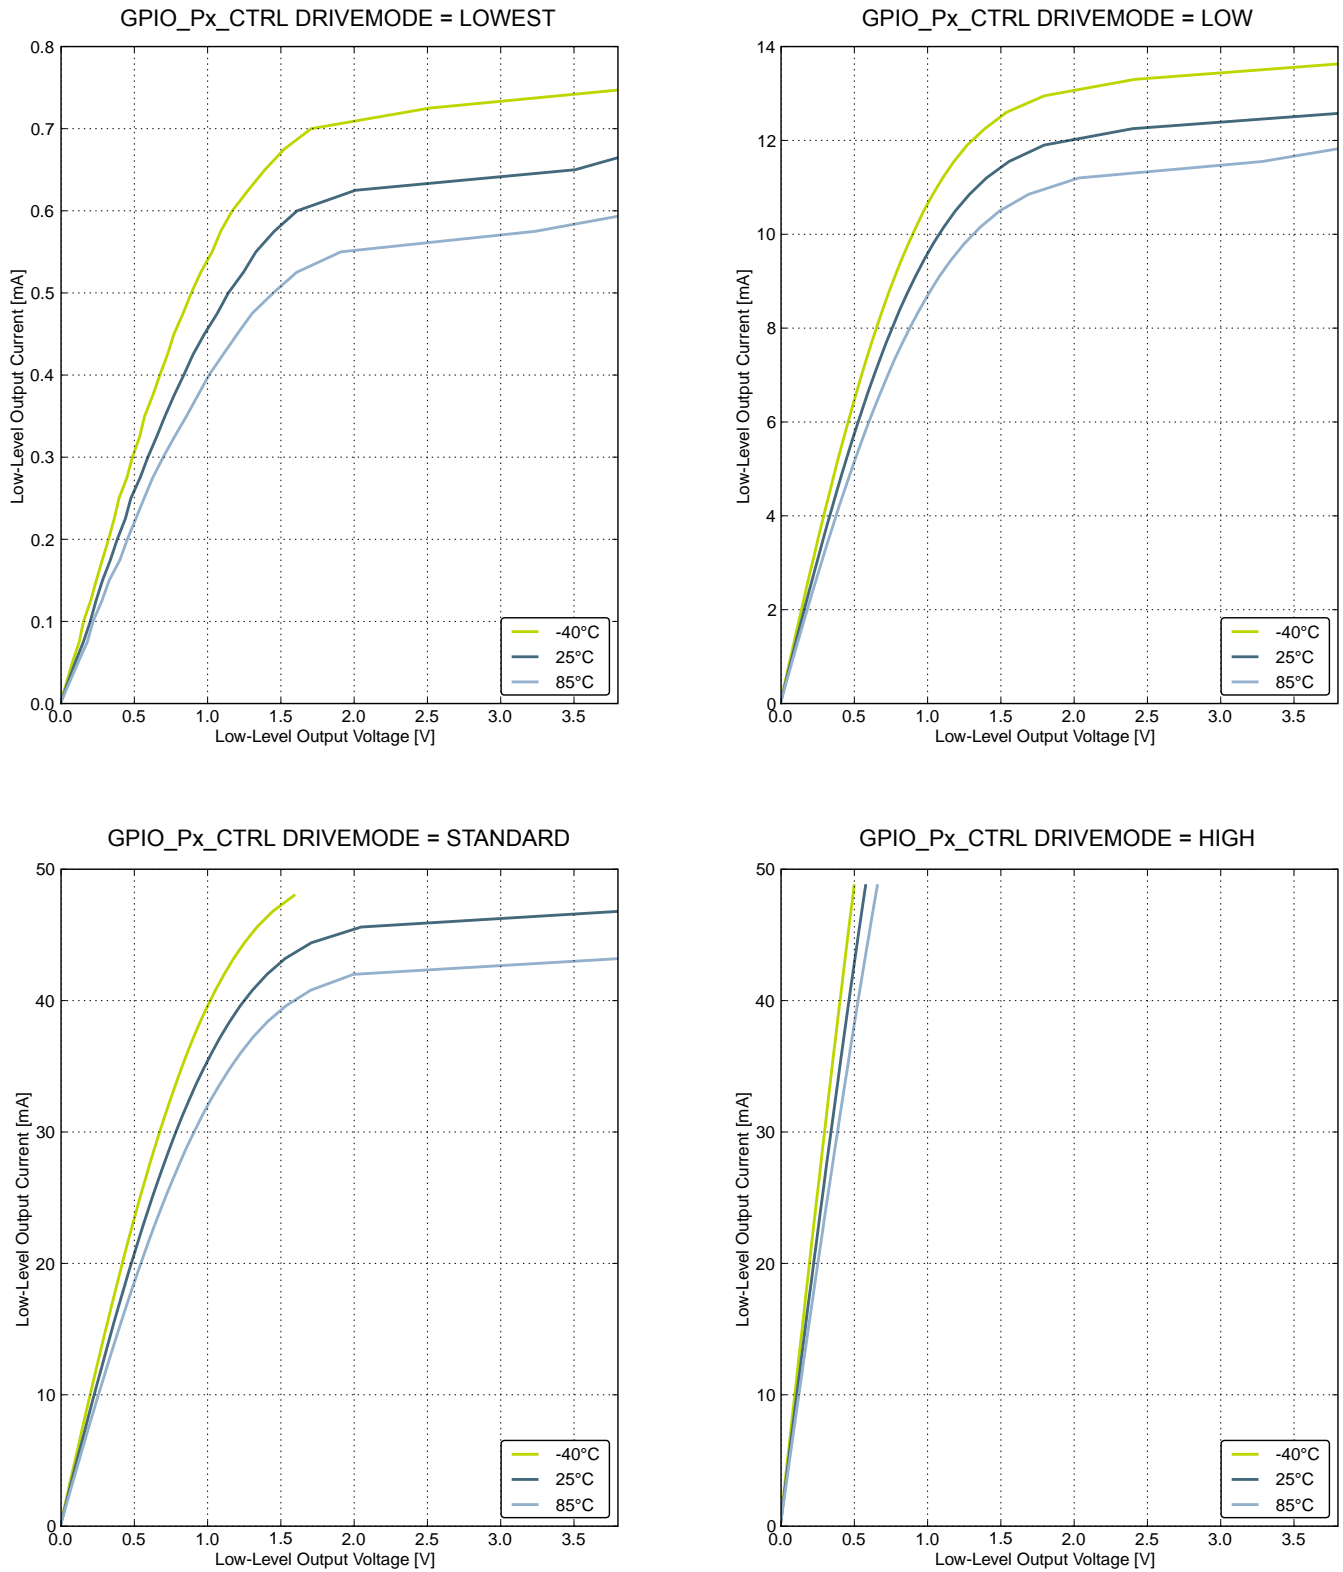 GPIO_Px_CTRL DRIVEMODE = LOWEST
0.8
0.7
0.6
0.5
0.4
0.3
0.2
0.1
0.0
Low-Level Output Current [mA]
-40°C
25°C
85°C
0.0 0.5 1.0 1.5 2.0 2.5 3.0 3.5
Low-Level Output Voltage [V]
GPIO_Px_CTRL DRIVEMODE = LOW
14
12
10
8
6
4
2
0
Low-Level Output Current [mA]
-40°C
25°C
85°C
0.0 0.5 1.0 1.5 2.0 2.5 3.0 3.5
Low-Level Output Voltage [V]
GPIO_Px_CTRL DRIVEMODE = STANDARD
50
40
30
20
10
0
Low-Level Output Current [mA]
-40°C
25°C
85°C
0.0 0.5 1.0 1.5 2.0 2.5 3.0 3.5
Low-Level Output Voltage [V]
GPIO_Px_CTRL DRIVEMODE = HIGH
50
40
30
20
10
0
Low-Level Output Current [mA]
-40°C
25°C
85°C
0.0 0.5 1.0 1.5 2.0 2.5 3.0 3.5
Low-Level Output Voltage [V]